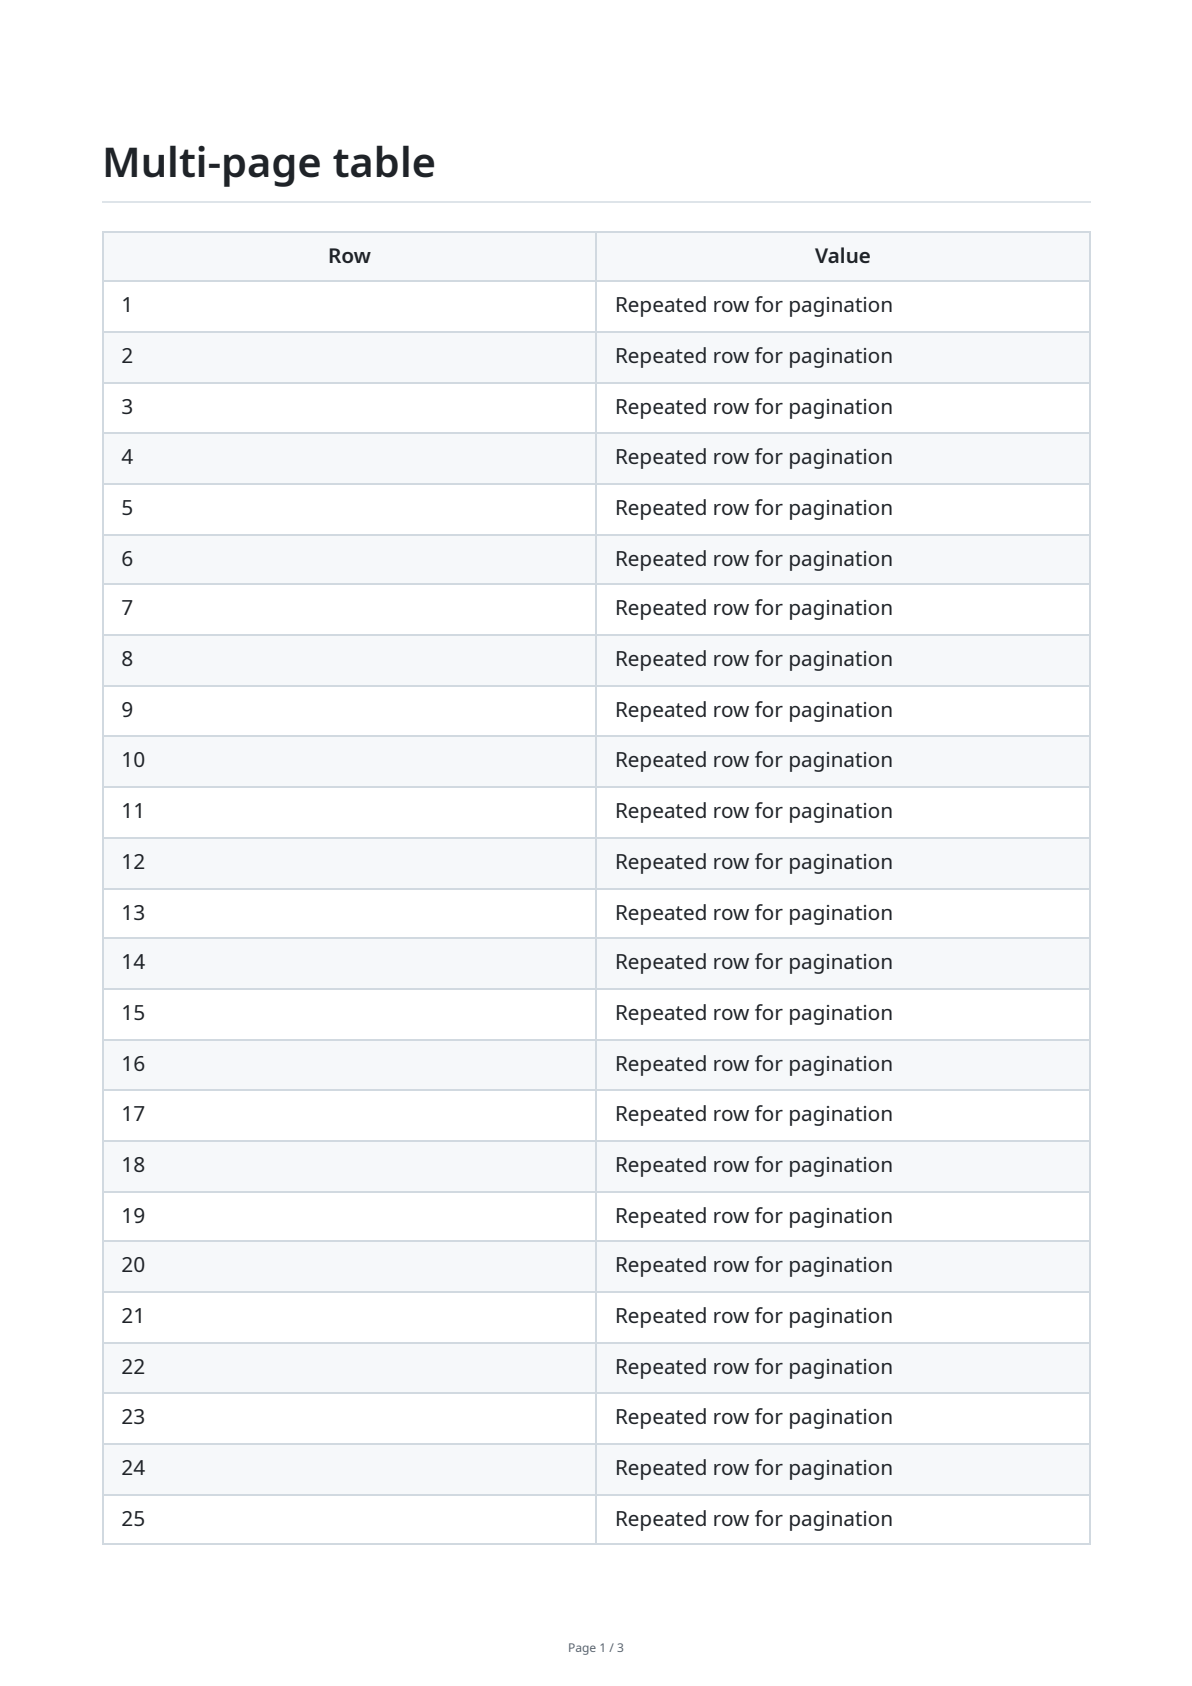 Multi-page table
Row Value
1 Repeated row for pagination
2 Repeated row for pagination
3 Repeated row for pagination
4 Repeated row for pagination
5 Repeated row for pagination
6 Repeated row for pagination
7 Repeated row for pagination
8 Repeated row for pagination
9 Repeated row for pagination
10 Repeated row for pagination
11 Repeated row for pagination
12 Repeated row for pagination
13 Repeated row for pagination
14 Repeated row for pagination
15 Repeated row for pagination
16 Repeated row for pagination
17 Repeated row for pagination
18 Repeated row for pagination
19 Repeated row for pagination
20 Repeated row for pagination
21 Repeated row for pagination
22 Repeated row for pagination
23 Repeated row for pagination
24 Repeated row for pagination
25 Repeated row for pagination
Page 1 / 3